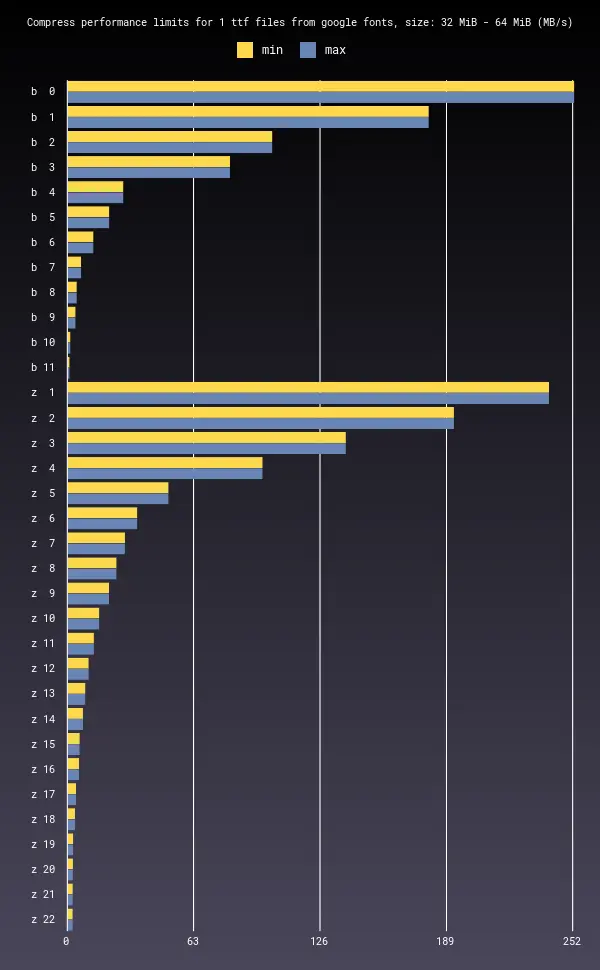 Compress performance limits for 1 ttf files from google fonts, size: 32 MiB - 64 MiB (MB/s)
min max
b 0
b 1
b 2
b 3
b 4
b 5
b 6
b 7
b 8
b 9
b 10
b 11
z 1
z 2
z 3
z 4
z 5
z 6
z 7
z 8
z 9
z 10
z 11
z 12
z 13
z 14
z 15
z 16
z 17
z 18
z 19
z 20
z 21
z 22
0 63 126 189 252